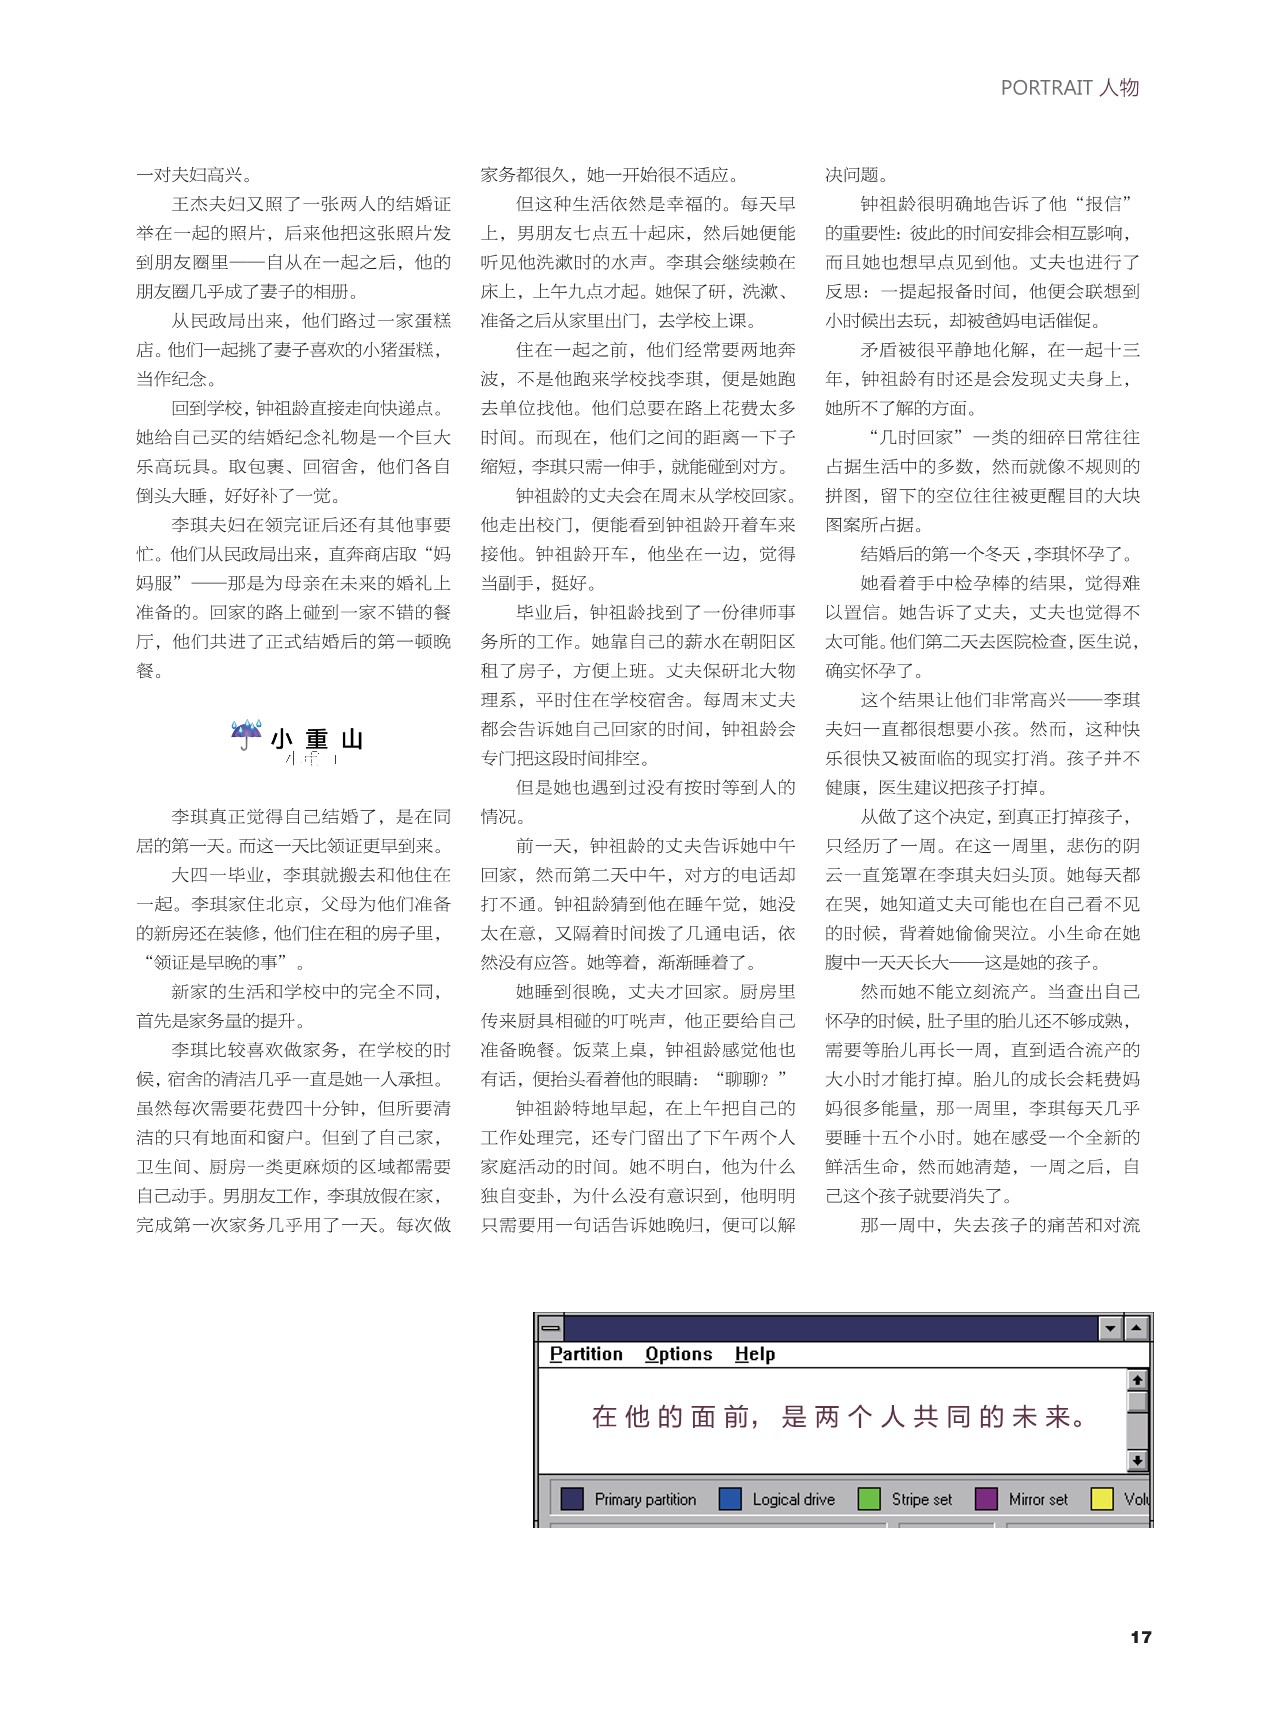 PORTRAIT 人物
一对夫妇高兴。
王杰夫妇又照了一张两人的结婚证
举在一起的照片，后来他把这张照片发
到朋友圈里——自从在一起之后，他的
朋友圈几乎成了妻子的相册。
从民政局出来，他们路过一家蛋糕
店。他们一起挑了妻子喜欢的小猪蛋糕，
当作纪念。
回到学校，钟祖龄直接走向快递点。
她给自己买的结婚纪念礼物是一个巨大
乐高玩具。取包裹、回宿舍，他们各自
倒头大睡，好好补了一觉。
李琪夫妇在领完证后还有其他事要
忙。他们从民政局出来，直奔商店取“妈
妈服”——那是为母亲在未来的婚礼上
准备的。回家的路上碰到一家不错的餐
厅，他们共进了正式结婚后的第一顿晚
餐。
小重山
李琪真正觉得自己结婚了，是在同
居的第一天。而这一天比领证更早到来。
大四一毕业，李琪就搬去和他住在
一起。李琪家住北京，父母为他们准备
的新房还在装修，他们住在租的房子里，
“领证是早晚的事”。
新家的生活和学校中的完全不同，
首先是家务量的提升。
李琪比较喜欢做家务，在学校的时
候，宿舍的清洁几乎一直是她一人承担。
虽然每次需要花费四十分钟，但所要清
洁的只有地面和窗户。但到了自己家，
卫生间、厨房一类更麻烦的区域都需要
自己动手。男朋友工作，李琪放假在家，
完成第一次家务几乎用了一天。每次做
家务都很久，她一开始很不适应。
但这种生活依然是幸福的。每天早
上，男朋友七点五十起床，然后她便能
听见他洗漱时的水声。李琪会继续赖在
床上，上午九点才起。她保了研，洗漱、
准备之后从家里出门，去学校上课。
住在一起之前，他们经常要两地奔
波，不是他跑来学校找李琪，便是她跑
去单位找他。他们总要在路上花费太多
时间。而现在，他们之间的距离一下子
缩短，李琪只需一伸手，就能碰到对方。
钟祖龄的丈夫会在周末从学校回家。
他走出校门，便能看到钟祖龄开着车来
接他。钟祖龄开车，他坐在一边，觉得
当副手，挺好。
毕业后，钟祖龄找到了一份律师事
务所的工作。她靠自己的薪水在朝阳区
租了房子，方便上班。丈夫保研北大物
理系，平时住在学校宿舍。每周末丈夫
都会告诉她自己回家的时间，钟祖龄会
专门把这段时间排空。
但是她也遇到过没有按时等到人的
情况。
前一天，钟祖龄的丈夫告诉她中午
回家，然而第二天中午，对方的电话却
打不通。钟祖龄猜到他在睡午觉，她没
太在意，又隔着时间拨了几通电话，依
然没有应答。她等着，渐渐睡着了。
她睡到很晚，丈夫才回家。厨房里
传来厨具相碰的叮咣声，他正要给自己
准备晚餐。饭菜上桌，钟祖龄感觉他也
有话，便抬头看着他的眼睛：“聊聊？”
钟祖龄特地早起，在上午把自己的
工作处理完，还专门留出了下午两个人
家庭活动的时间。她不明白，他为什么
独自变卦，为什么没有意识到，他明明
只需要用一句话告诉她晚归，便可以解
决问题。
钟祖龄很明确地告诉了他“报信”
的重要性：彼此的时间安排会相互影响，
而且她也想早点见到他。丈夫也进行了
反思：一提起报备时间，他便会联想到
小时候出去玩，却被爸妈电话催促。
矛盾被很平静地化解，在一起十三
年，钟祖龄有时还是会发现丈夫身上，
她所不了解的方面。
“几时回家”一类的细碎日常往往
占据生活中的多数，然而就像不规则的
拼图，留下的空位往往被更醒目的大块
图案所占据。
结婚后的第一个冬天，李琪怀孕了。
她看着手中检孕棒的结果，觉得难
以置信。她告诉了丈夫，丈夫也觉得不
太可能。他们第二天去医院检查，医生说，
确实怀孕了。
这个结果让他们非常高兴——李琪
夫妇一直都很想要小孩。然而，这种快
乐很快又被面临的现实打消。孩子并不
健康，医生建议把孩子打掉。
从做了这个决定，到真正打掉孩子，
只经历了一周。在这一周里，悲伤的阴
云一直笼罩在李琪夫妇头顶。她每天都
在哭，她知道丈夫可能也在自己看不见
的时候，背着她偷偷哭泣。小生命在她
腹中一天天长大——这是她的孩子。
然而她不能立刻流产。当查出自己
怀孕的时候，肚子里的胎儿还不够成熟，
需要等胎儿再长一周，直到适合流产的
大小时才能打掉。胎儿的成长会耗费妈
妈很多能量，那一周里，李琪每天几乎
要睡十五个小时。她在感受一个全新的
鲜活生命，然而她清楚，一周之后，自
己这个孩子就要消失了。
那一周中，失去孩子的痛苦和对流
Partition Options Help
在他的面前，是两个人共同的未来。
Primary partition Logical drive Stripe set Mirror set
17